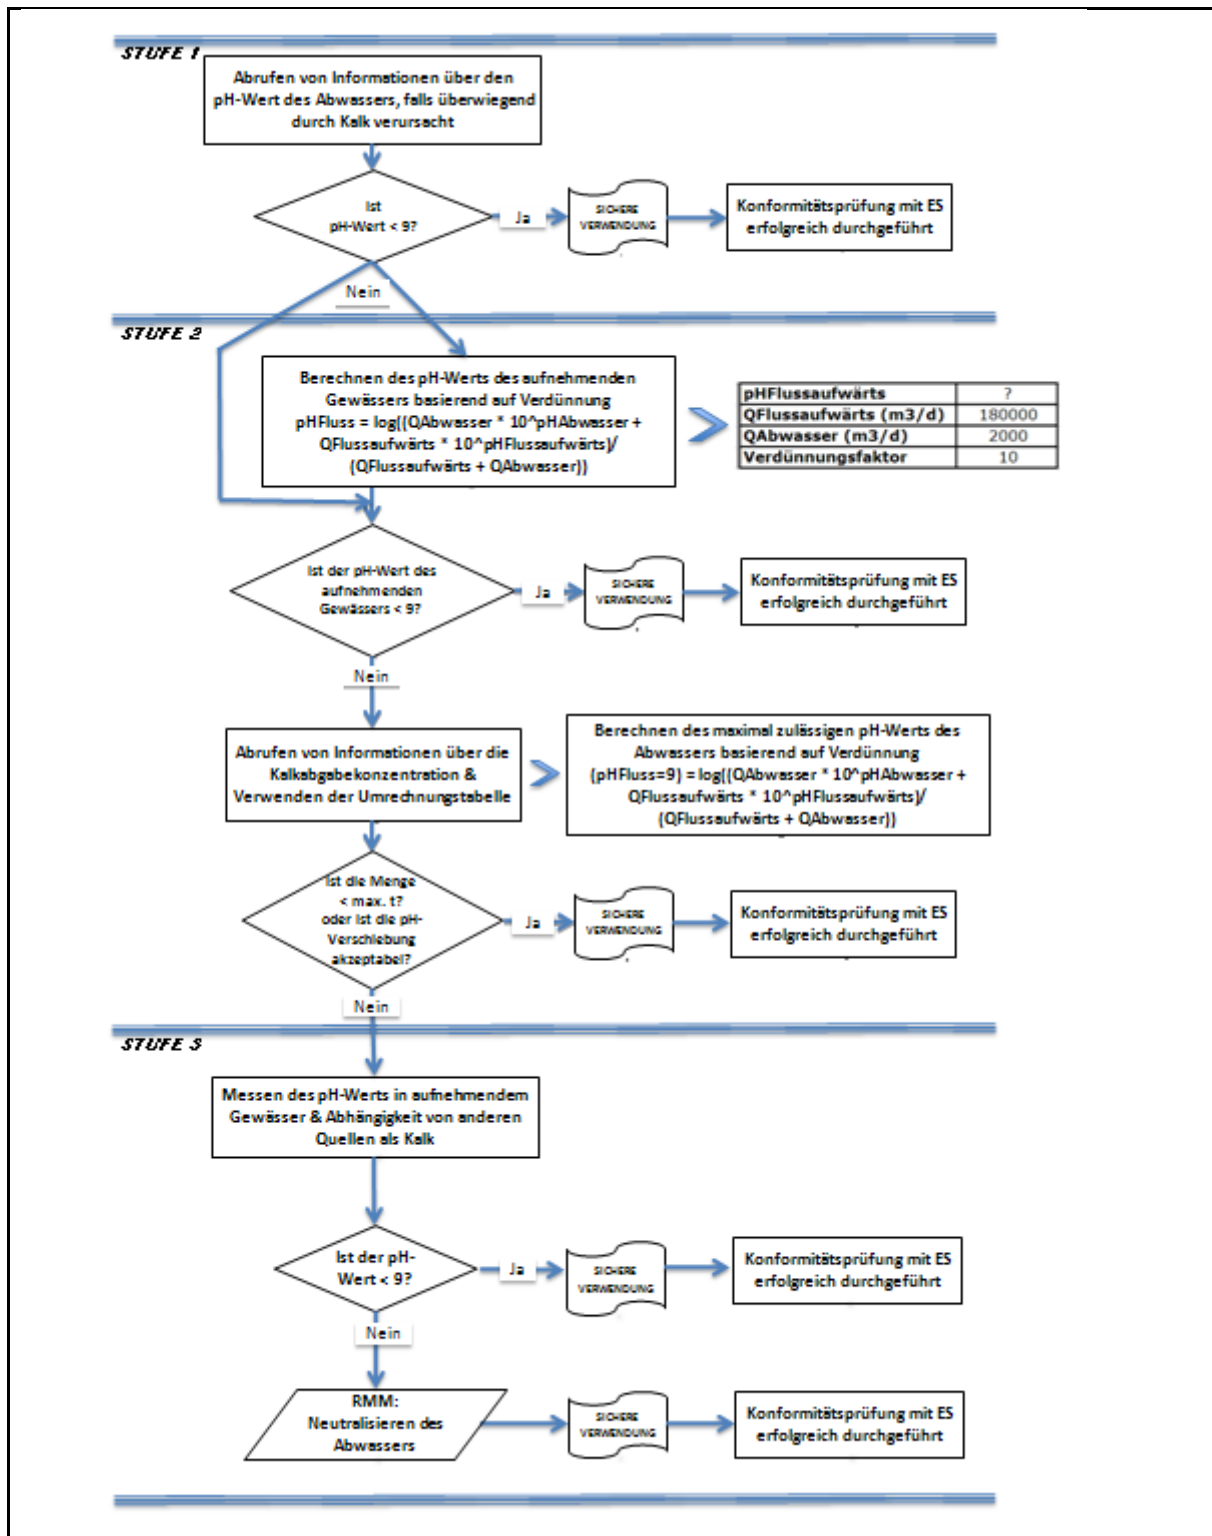 STUFE 1
Abrufen von Informationen über den
pH-Wert des Abwassers, falls überwiegend
durch Kalk verursacht
Ist
pH-Wert < 9?
Ja
SICHERE
VERWENDUNG
Konformitätsprüfung mit ES
erfolgreich durchgeführt
Nein
STUFE 2
Berechnen des pH-Werts des aufnehmenden
Gewässers basierend auf Verdünnung
pHFluss = log((QAbwasser * 10^pHAbwasser +
QFlussaufwärts * 10^pHFlussaufwärts)/
(QFlussaufwärts + QAbwasser))
pHFlussaufwärts ?
QFlussaufwärts (m3/d) 180000
QAbwasser (m3/d) 2000
Verdünnungsfaktor 10
Ist der pH-Wert des
aufnehmenden
Gewässers < 9?
Ja
SICHERE
VERWENDUNG
Konformitätsprüfung mit ES
erfolgreich durchgeführt
Nein
Abrufen von Informationen über die
Kalkabgabekonzentration &
Verwenden der Umrechnungstabelle
Berechnen des maximal zulässigen pH-Werts des
Abwassers basierend auf Verdünnung
(pHFluss=9) = log((QAbwasser * 10^pHAbwasser +
QFlussaufwärts * 10^pHFlussaufwärts)/
(QFlussaufwärts + QAbwasser))
Ist die Menge
< max. t?
oder ist die pH-
Verschiebung
akzeptabel?
Ja
SICHERE
VERWENDUNG
Konformitätsprüfung mit ES
erfolgreich durchgeführt
Nein
STUFE 3
Messen des pH-Werts in aufnehmendem
Gewässer & Abhängigkeit von anderen
Quellen als Kalk
Ist der pH-
Wert < 9?
Ja
SICHERE
VERWENDUNG
Konformitätsprüfung mit ES
erfolgreich durchgeführt
Nein
RMM:
Neutralisieren des
Abwassers
SICHERE
VERWENDUNG
Konformitätsprüfung mit ES
erfolgreich durchgeführt